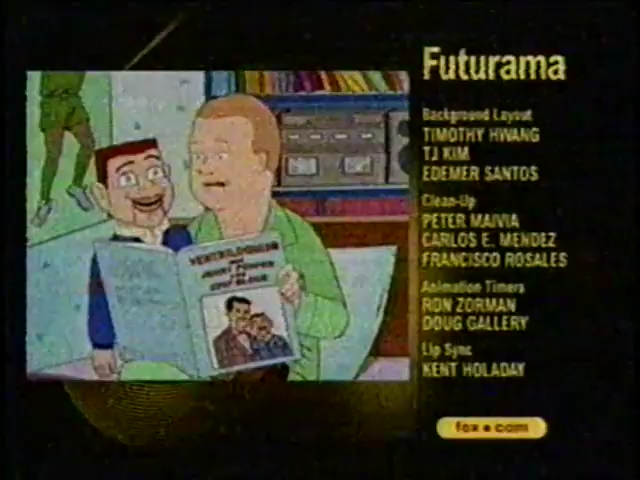 Futurama
Background Layout
TIMOTHY HWANG
TJ KIM
EDEMER SANTOS
Clean-Up
PETER MAIVIA
CARLOS E. MENDEZ
FRANCISCO ROSALES
Animation Timers
RON ZORMAN
DOUG GALLERY
Lip Sync
KENT HOLADAY
fox.com